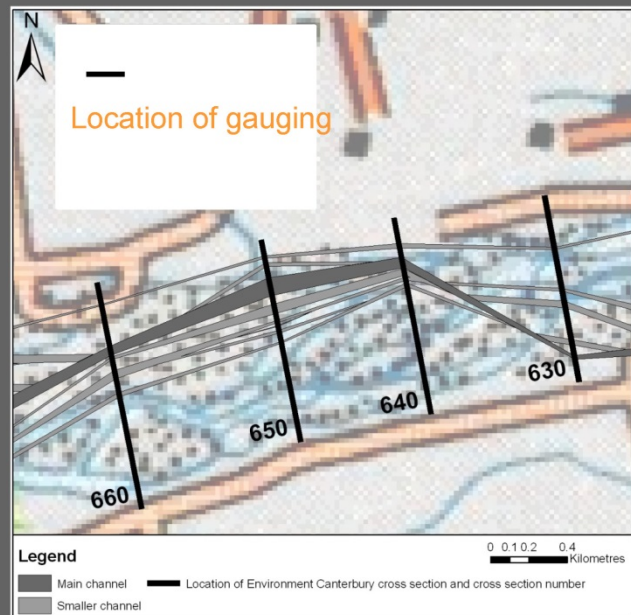 N
Location of gauging
630
640
650
660
Legend
0 0.1 0.2 0.4
Kilometres
Main channel
Location of Environment Canterbury cross section and cross section number
Smaller channel